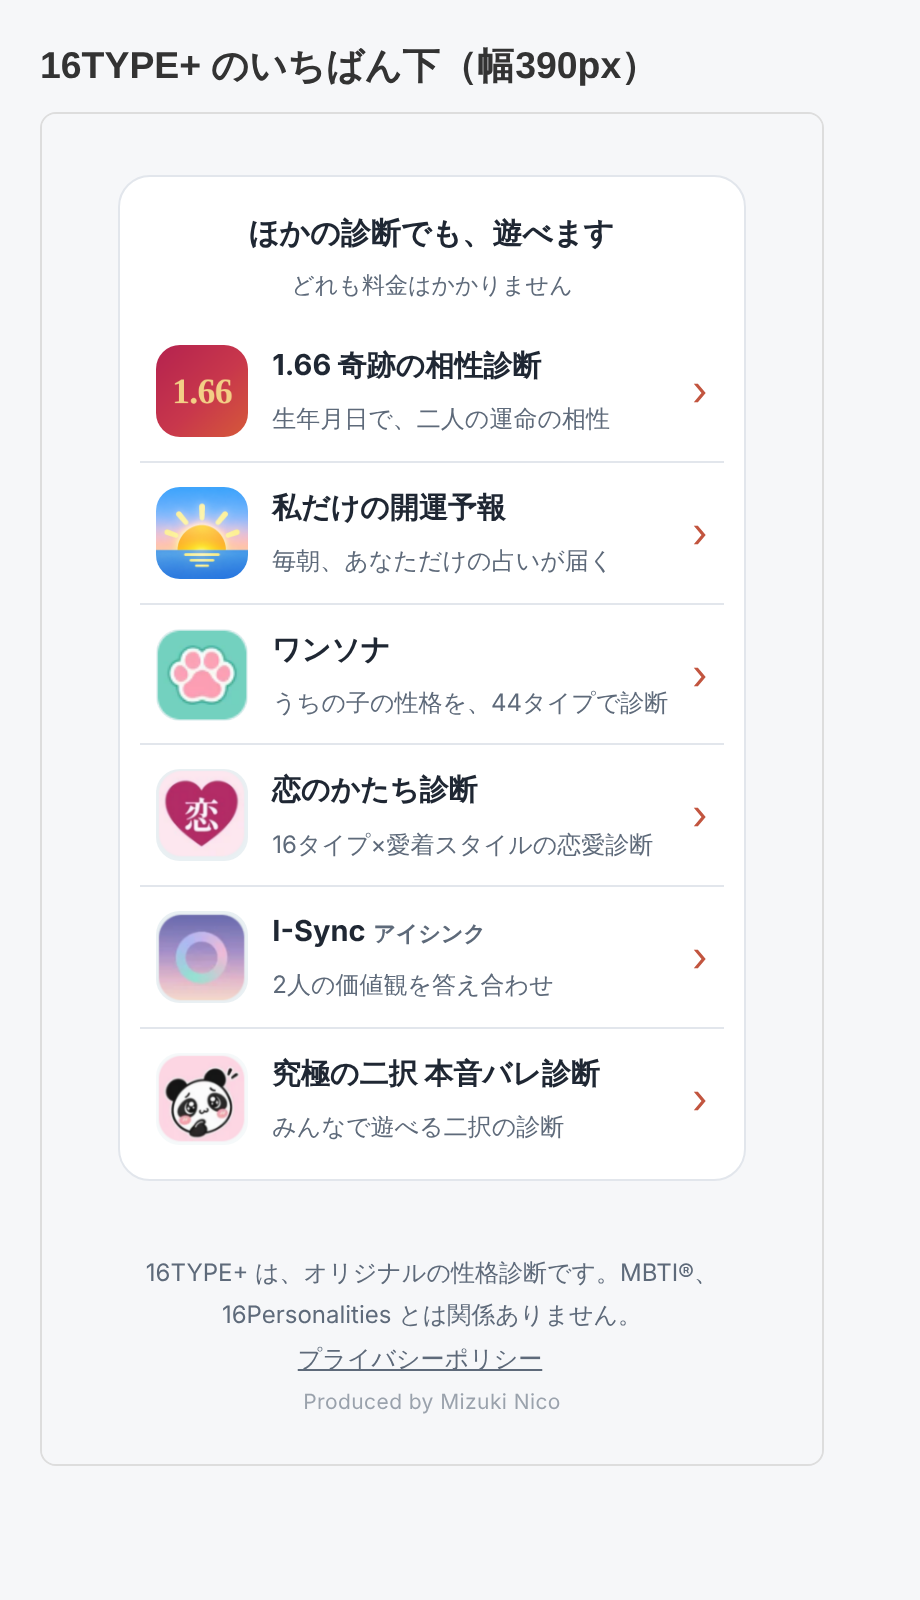 16TYPE+ のいちばん下（幅390px）
ほかの診断でも、遊べます
どれも料金はかかりません
1.66
1.66 奇跡の相性診断
生年月日で、二人の運命の相性
›
私だけの開運予報
毎朝、あなただけの占いが届く
›
ワンソナ
うちの子の性格を、44タイプで診断
›
恋
恋のかたち診断
16タイプ×愛着スタイルの恋愛診断
›
I-Sync アイシンク
2人の価値観を答え合わせ
›
究極の二択 本音バレ診断
みんなで遊べる二択の診断
›
16TYPE+ は、オリジナルの性格診断です。MBTI®、
16Personalities とは関係ありません。
プライバシーポリシー
Produced by Mizuki Nico